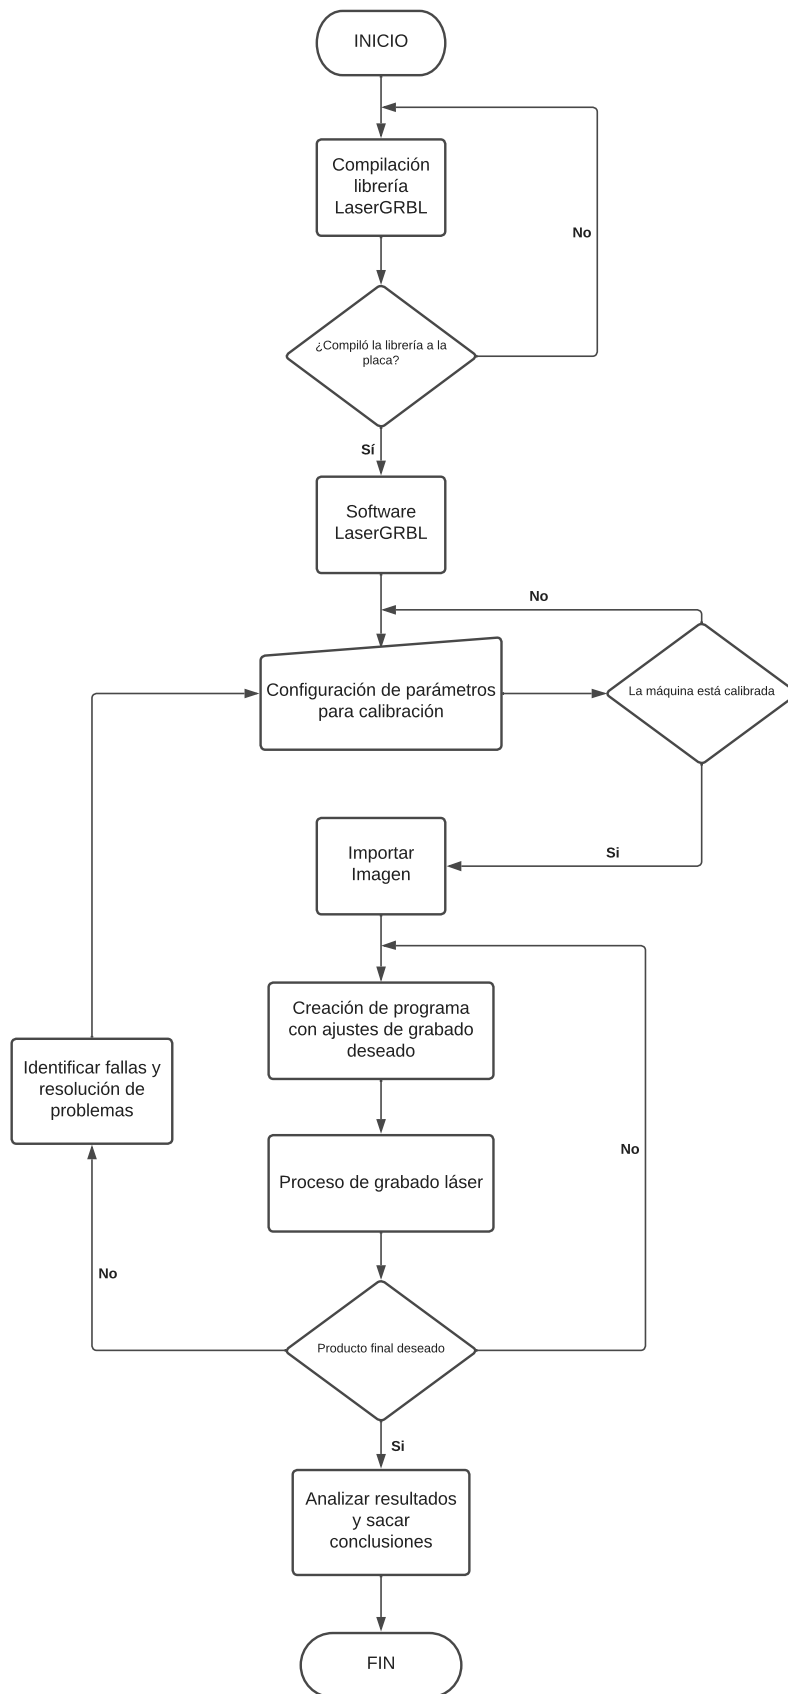 INICIO
Compilación
librería
LaserGRBL
No
¿Compiló la librería a la
placa?
Sí
Software
LaserGRBL
No
Configuración de parámetros
para calibración
La máquina está calibrada
Importar
Imagen
Si
Creación de programa
con ajustes de grabado
deseado
Identificar fallas y
resolución de
problemas
No
Proceso de grabado láser
No
Producto final deseado
Si
Analizar resultados
y sacar
conclusiones
FIN